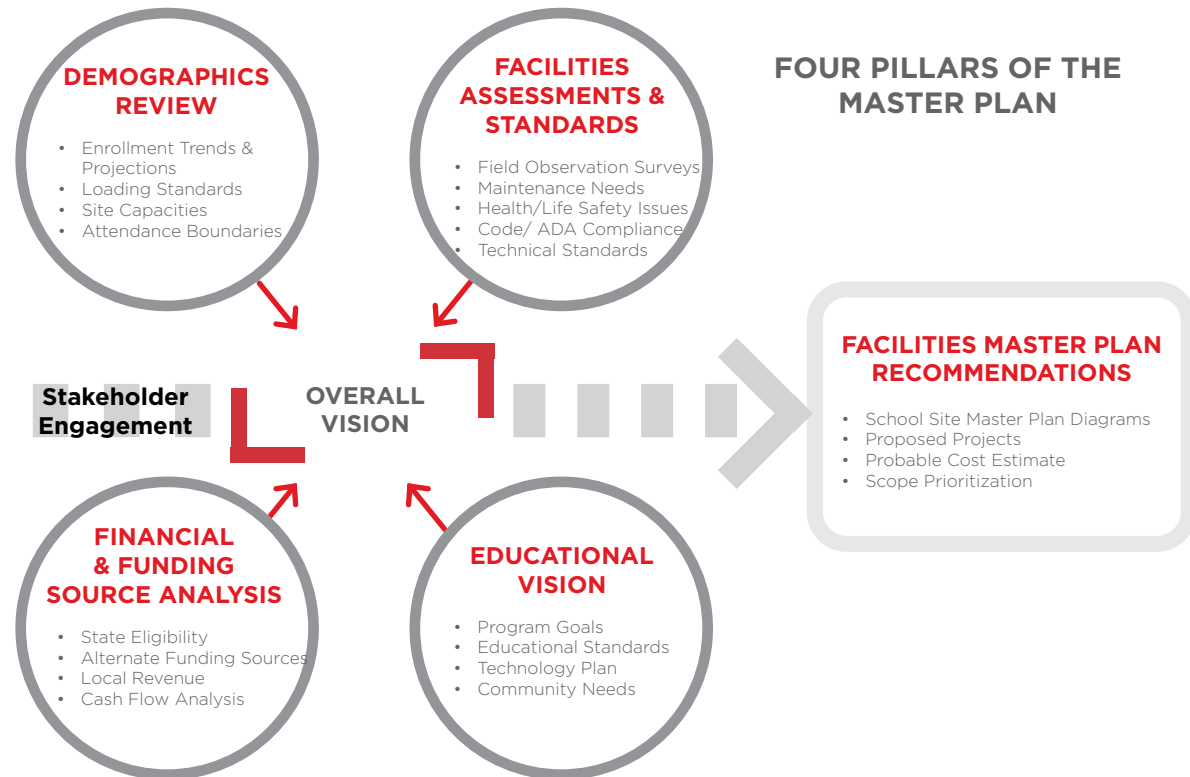 DEMOGRAPHICS
REVIEW
• Enrollment Trends &
Projections
• Loading Standards
• Site Capacities
• Attendance Boundaries
FACILITIES
ASSESSMENTS &
STANDARDS
• Field Observation Surveys
• Maintenance Needs
• Health/Life Safety Issues
• Code/ ADA Compliance
• Technical Standards
FOUR PILLARS OF THE
MASTER PLAN
Stakeholder
Engagement
OVERALL
VISION
FACILITIES MASTER PLAN
RECOMMENDATIONS
• School Site Master Plan Diagrams
• Proposed Projects
• Probable Cost Estimate
• Scope Prioritization
FINANCIAL
& FUNDING
SOURCE ANALYSIS
• State Eligibility
• Alternate Funding Sources
• Local Revenue
• Cash Flow Analysis
EDUCATIONAL
VISION
• Program Goals
• Educational Standards
• Technology Plan
• Community Needs